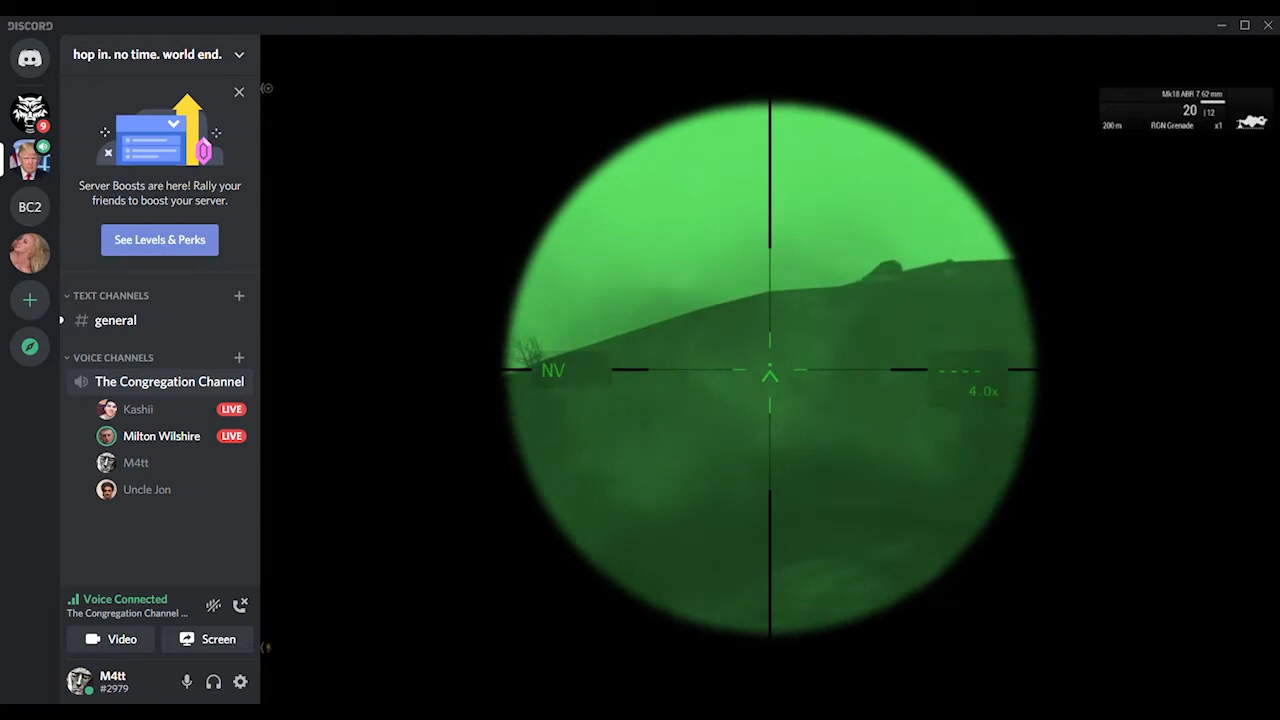 DISCORD
hop in. no time. world end.
9
BC2
Server Boosts are here! Rally your
friends to boost your server.
See Levels & Perks
TEXT CHANNELS
# general
VOICE CHANNELS
The Congregation Channel
Kashii LIVE
Milton Wilshire LIVE
M4tt
Uncle Jon
Voice Connected
The Congregation Channel ...
Video
Screen
M4tt
#2979
Mk18 ABR 7.62 mm
20 |12
200 m RGN Grenade x1
NV
4.0x